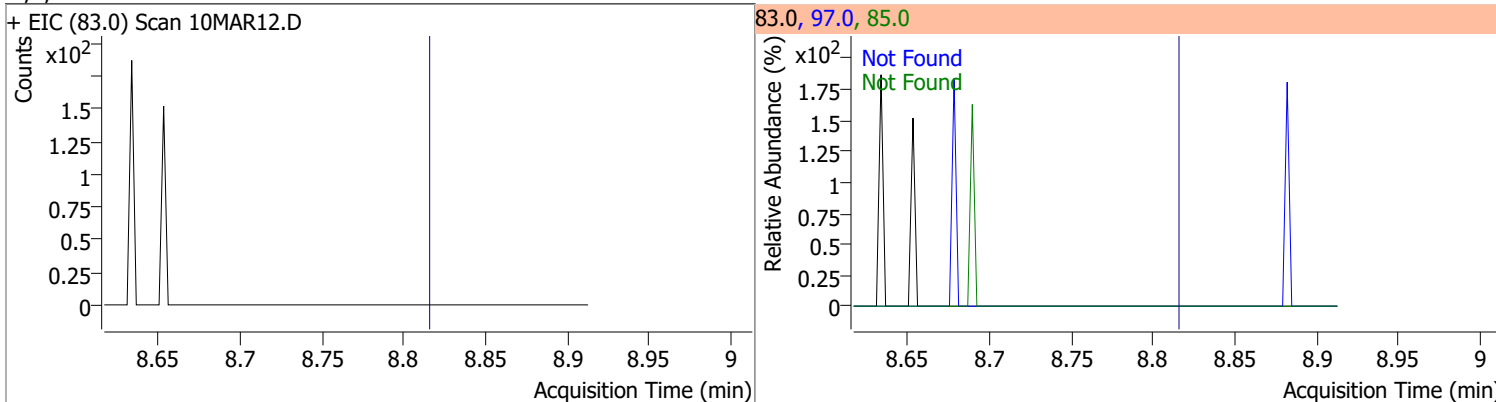 + EIC (83.0) Scan 10MAR12.D
Counts
x10²
1.5
1.25
1
0.75
0.5
0.25
0
8.65 8.7 8.75 8.8 8.85 8.9 8.95 9
Acquisition Time (min)
83.0, 97.0, 85.0
Relative Abundance (%)
x10²
Not Found
Not Found
1.75
1.5
1.25
1
0.75
0.5
0.25
0
8.65 8.7 8.75 8.8 8.85 8.9 8.95 9
Acquisition Time (min)